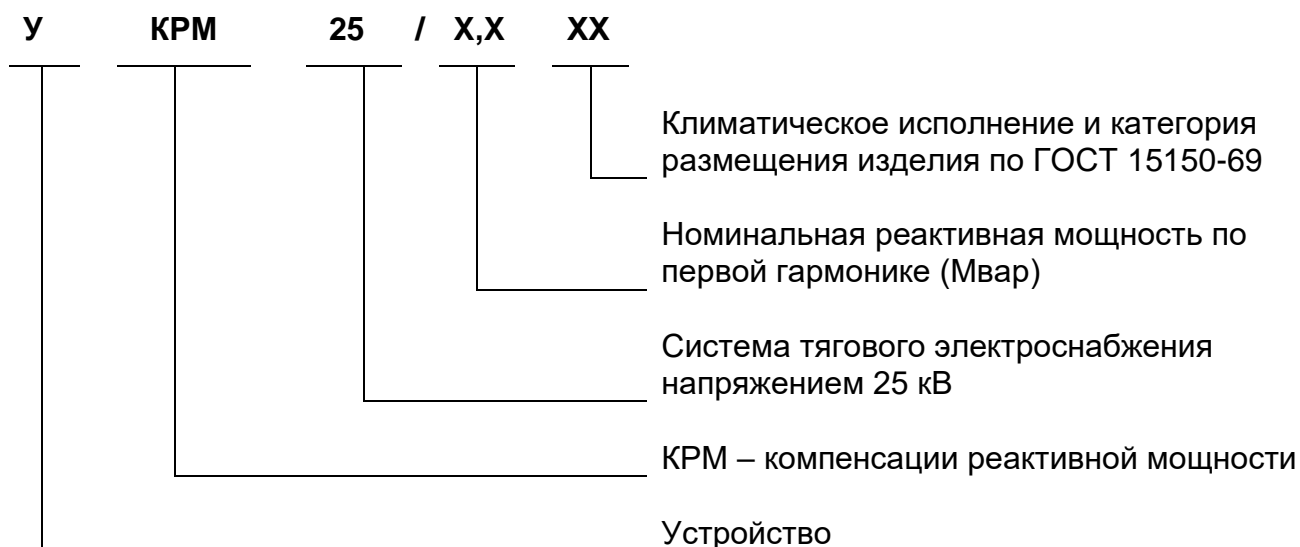 У КРМ 25 / Х,Х ХХ
Климатическое исполнение и категория
размещения изделия по ГОСТ 15150-69
Номинальная реактивная мощность по
первой гармонике (Мвар)
Система тягового электроснабжения
напряжением 25 кВ
КРМ – компенсации реактивной мощности
Устройство